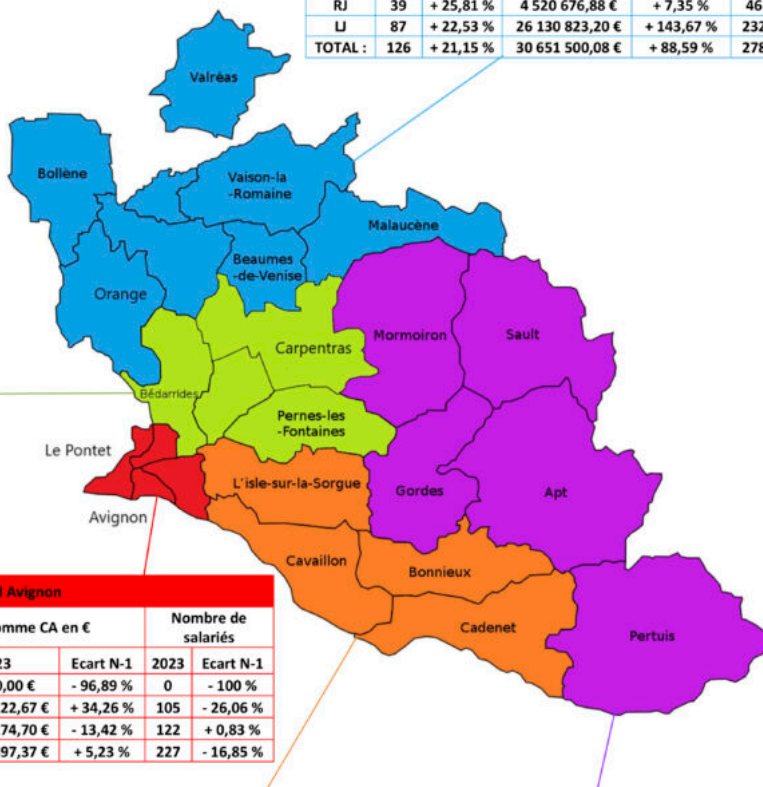 RJ 39 + 25,81 % 4 520 676,88 € + 7,35 % 46
LJ 87 + 22,53 % 26 130 823,20 € + 143,67 % 232
TOTAL : 126 + 21,15 % 30 651 500,08 € + 88,59 % 278
Valréas
Bollène
Vaison-la
-Romaine
Malaucène
Beaumes
-de-Venise
Orange
Mormoiron
Sault
Carpentras
Bédarrides
Pernes-les
-Fontaines
Le Pontet
L'isle-sur-la-Sorgue
Gordes
Apt
Avignon
Cavaillon
Bonnieux
Cadenet
Pertuis
Avignon
omme CA en € Nombre de
salariés
23 Ecart N-1 2023 Ecart N-1
0,00 € - 96,89 % 0 - 100 %
22,67 € + 34,26 % 105 - 26,06 %
74,70 € - 13,42 % 122 + 0,83 %
97,37 € + 5,23 % 227 - 16,85 %